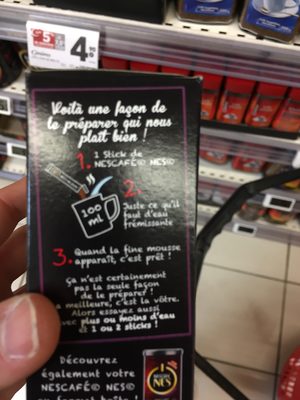 5
4
Voilà une façon de
le préparer qui nous
plaît bien !
1. 1 Stick de
NESCAFÉ® NES®
100
ml
2.
Juste ce qu'il
faut d'eau
frémissante
3. Quand la fine mousse
apparaît, c'est prêt !
Ça n'est certainement
pas la seule façon
de le préparer !
La meilleure, c'est la vôtre.
Alors essayez aussi
avec plus ou moins d'eau
et 1 ou 2 sticks !
Découvrez
également votre
NESCAFÉ® NES®
NES